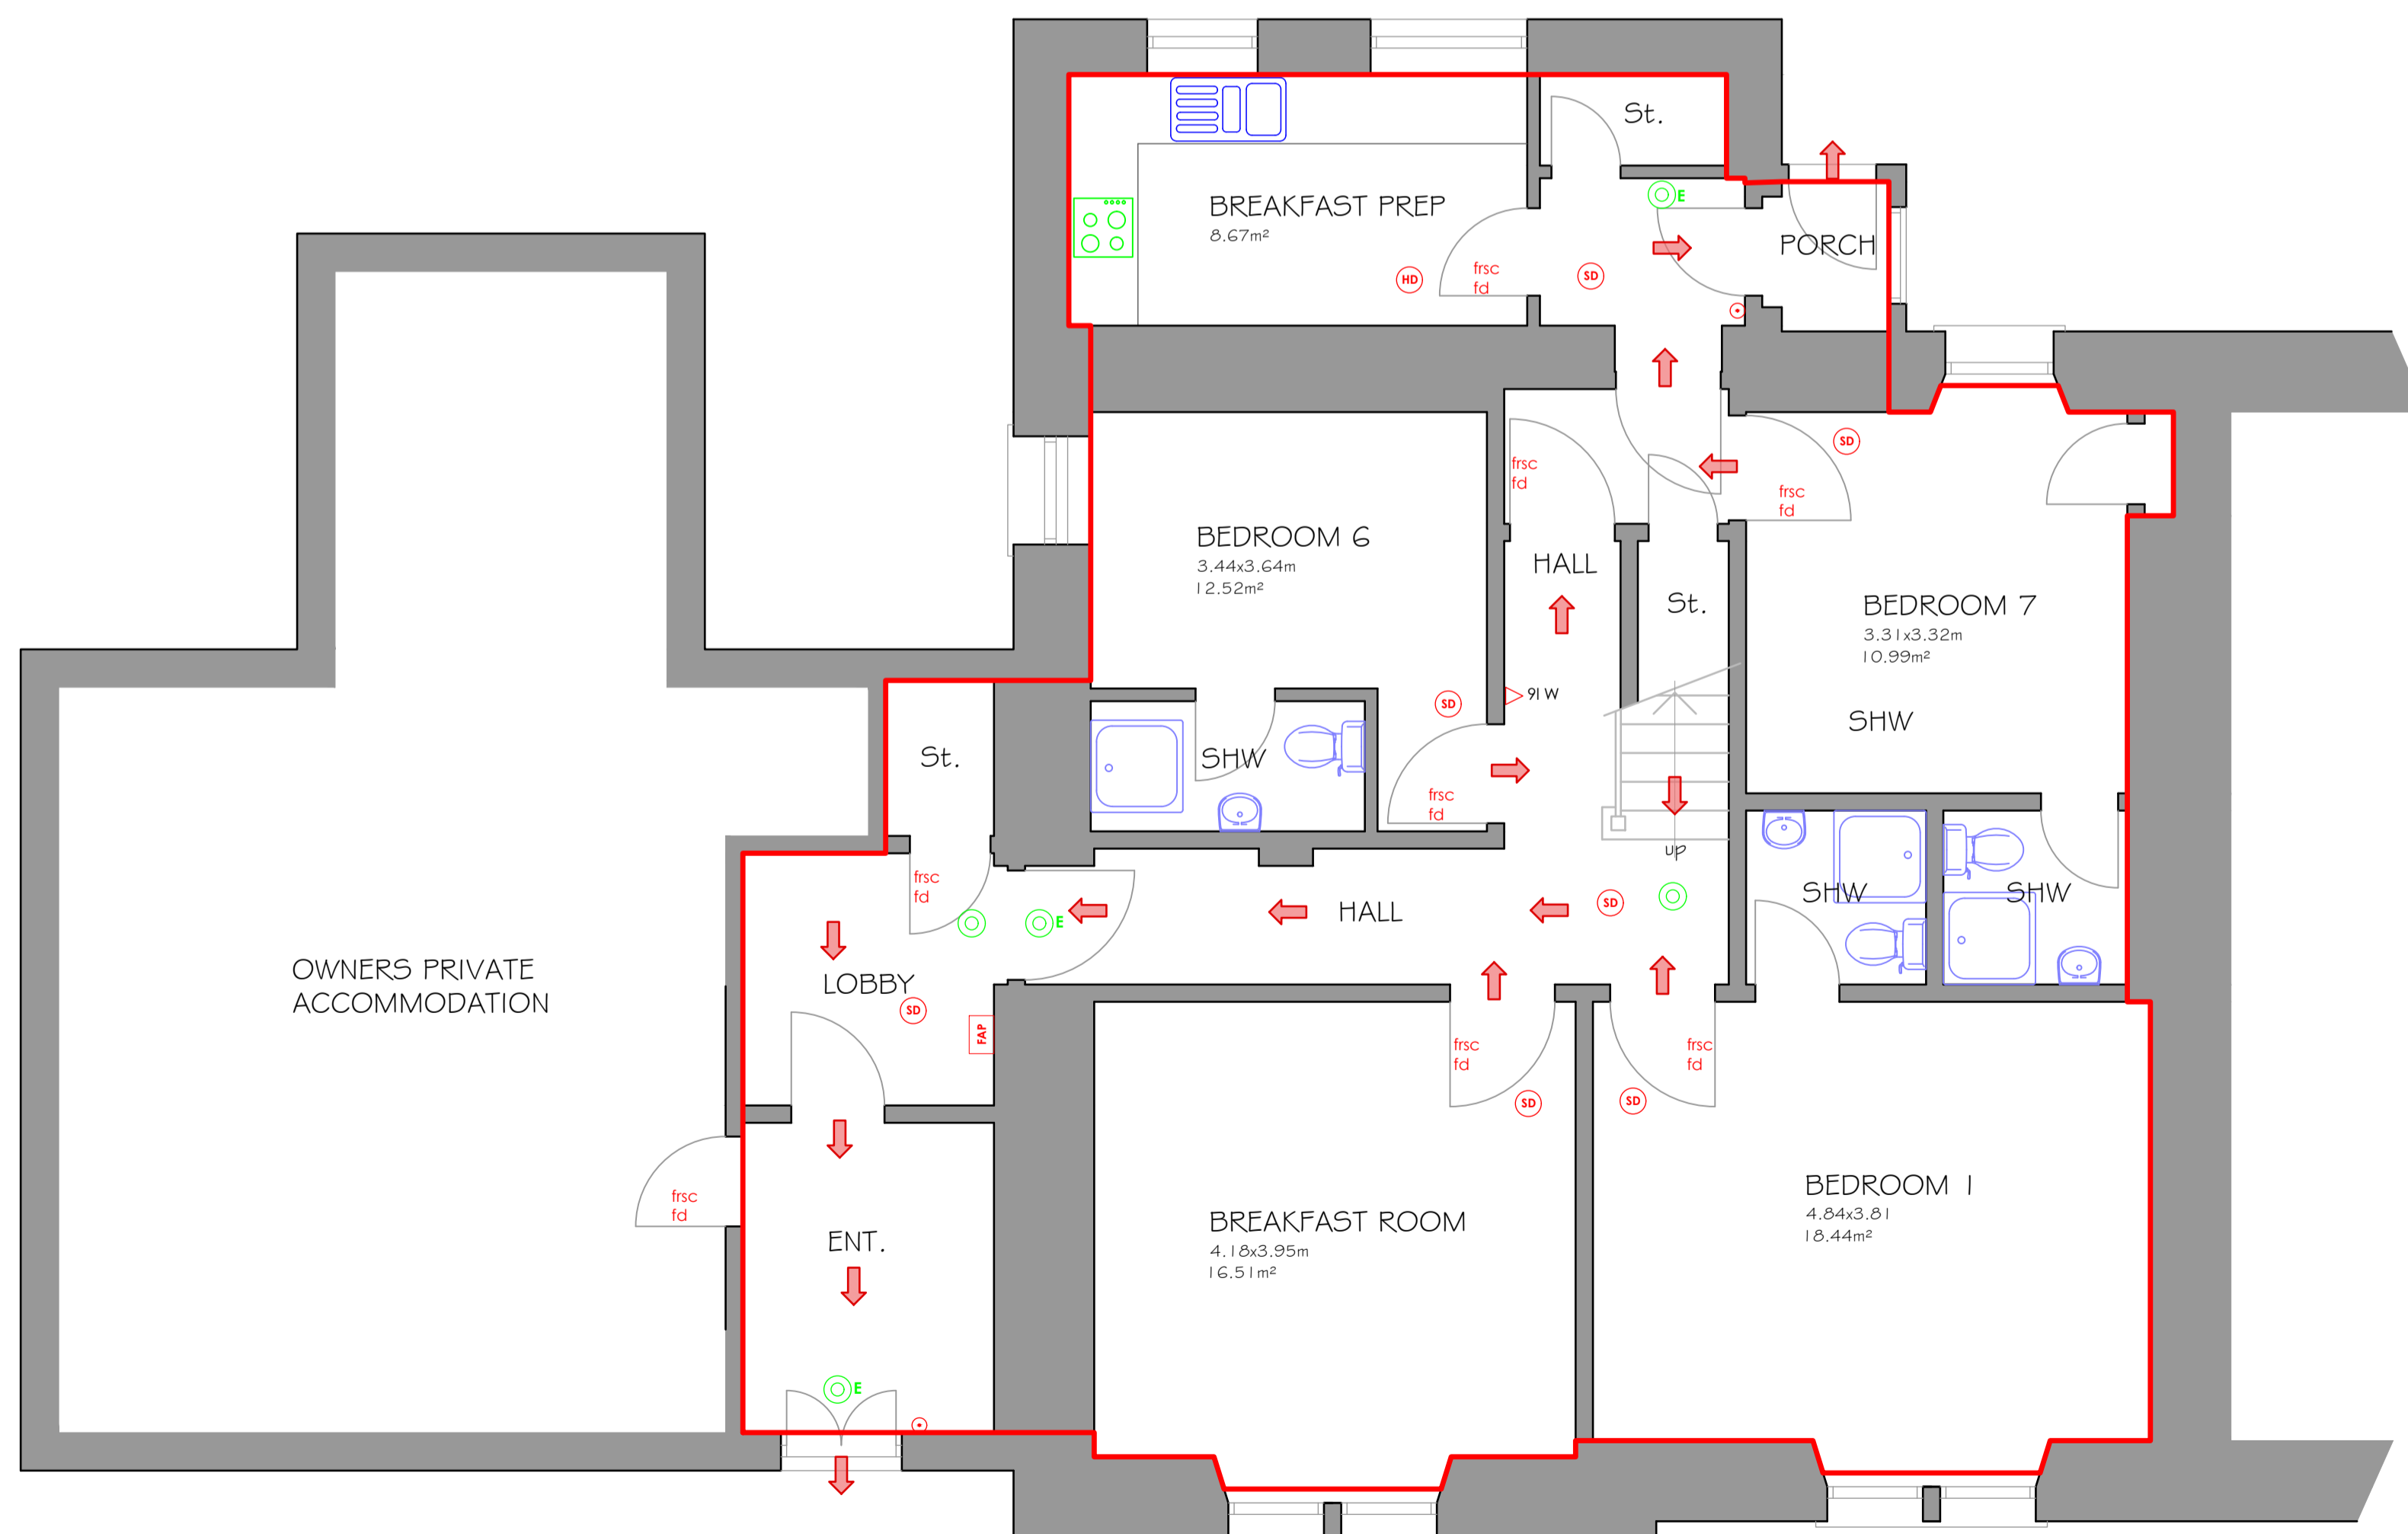 St.
BREAKFAST PREP
8.67m²
E
PORCH
HD
frsc
fd
SD
SD
frsc
fd
frsc
fd
BEDROOM 6
3.44x3.64m
12.52m²
HALL
St.
BEDROOM 7
3.31x3.32m
10.99m²
SD
91 W
SHW
St.
SHW
frsc
fd
up
frsc
fd
SHW
SHW
E
HALL
SD
OWNERS PRIVATE
ACCOMMODATION
LOBBY
SD
FAP
frsc
fd
frsc
fd
SD
SD
frsc
fd
ENT.
BREAKFAST ROOM
4.18x3.95m
16.51m²
BEDROOM 1
4.84x3.81
18.44m²
E